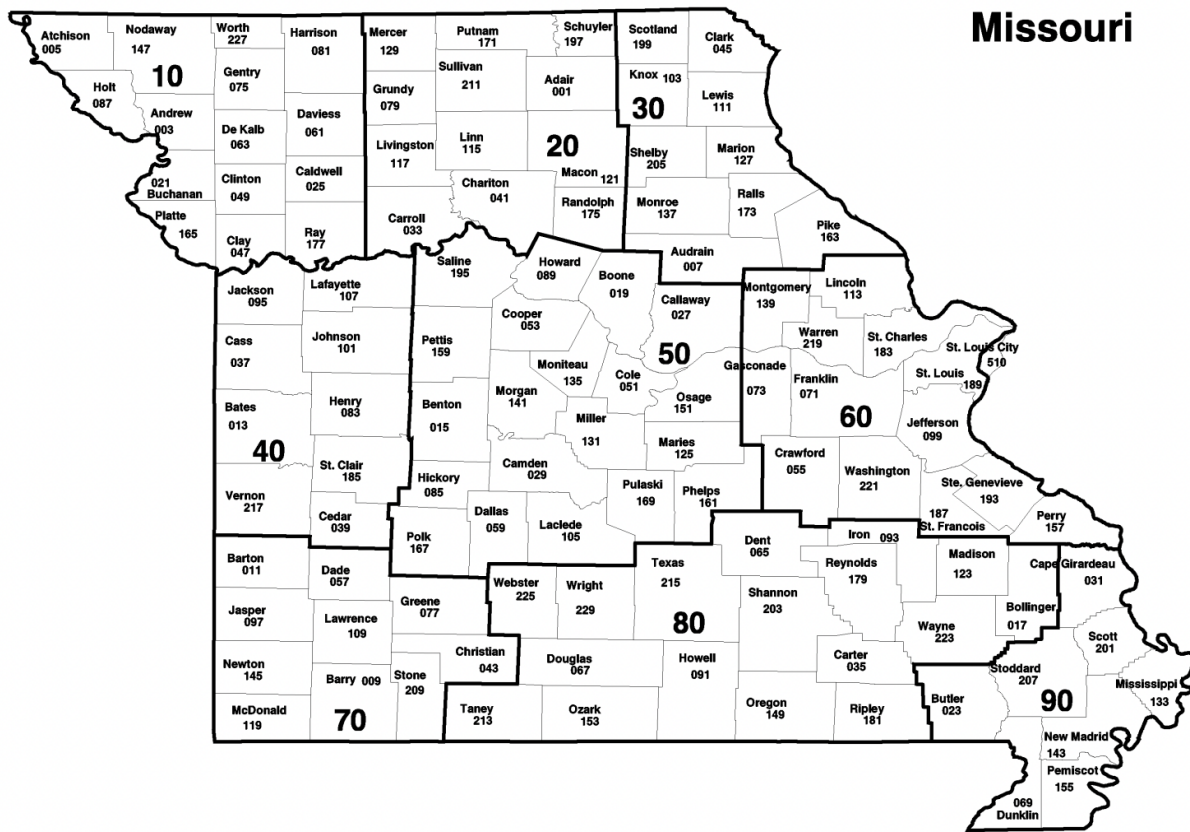 Missouri
Atchison
005
Nodaway
147
Worth
227
Harrison
081
Mercer
129
Putnam
171
Schuyler
197
Scotland
199
Clark
045
10
Holt
087
Gentry
075
Sullivan
211
Grundy
079
Adair
001
Knox 103
30
Lewis
111
Andrew
003
De Kalb
063
Daviess
061
Livingston
117
Linn
115
20
Shelby
205
Marion
127
021
Buchanan
Clinton
049
Caldwell
025
Chariton
041
Macon 121
Randolph
175
Monroe
137
Ralls
173
Platte
165
Clay
047
Ray
177
Carroll
033
Pike
163
Audrain
007
Jackson
095
Lafayette
107
Saline
195
Howard
089
Boone
019
Callaway
027
Montgomery
139
Lincoln
113
Cass
037
Johnson
101
Pettis
159
Cooper
053
Moniteau
135
Cole
051
50
Warren
219
St. Charles
183
St. Louis City
510
St. Louis
189
Gasconade
073
Franklin
071
Bates
013
Henry
083
Benton
015
Morgan
141
Miller
131
Osage
151
60
Jefferson
099
40
St. Clair
185
Hickory
085
Camden
029
Maries
125
Crawford
055
Washington
221
Ste. Genevieve
193
Vernon
217
Cedar
039
Polk
167
Dallas
059
Laclede
105
Pulaski
169
Phelps
161
187
St. Francois
Perry
157
Barton
011
Dade
057
Dent
065
Iron 093
Reynolds
179
Madison
123
Cape Girardeau
031
Jasper
097
Lawrence
109
Greene
077
Webster
225
Wright
229
Texas
215
80
Shannon
203
Wayne
223
Bollinger
017
Scott
201
Newton
145
Barry 009
Stone
209
Christian
043
Douglas
067
Howell
091
Carter
035
Stoddard
207
90
Mississippi
133
McDonald
119
70
Taney
213
Ozark
153
Oregon
149
Ripley
181
Butler
023
New Madrid
143
Pemiscot
155
069
Dunklin